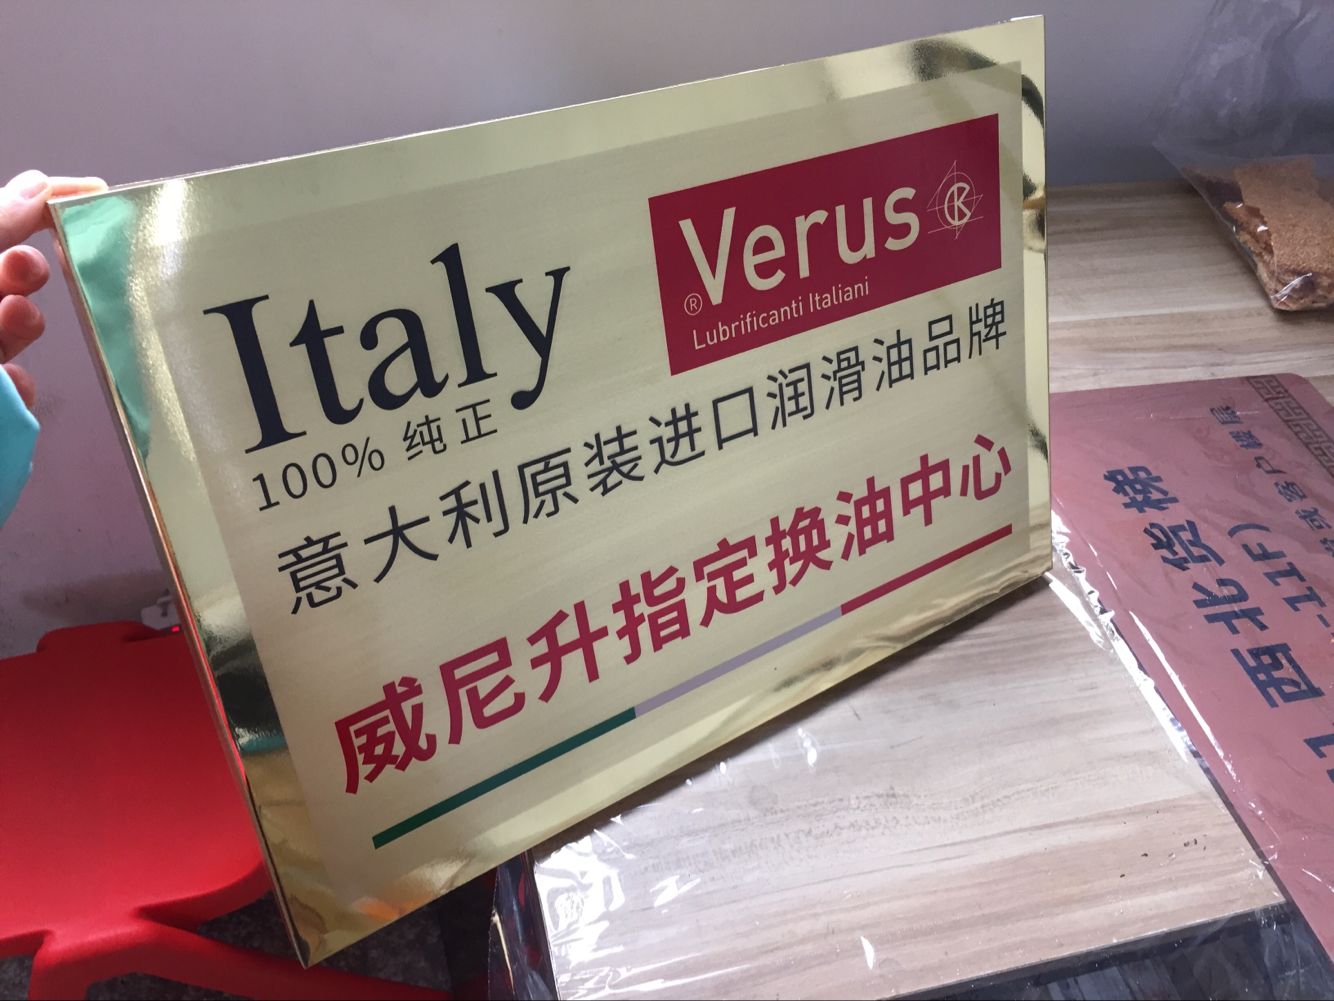 Italy
100% 纯正
Verus
®
Lubrificanti Italiani
意大利原装进口润滑油品牌
威尼升指定换油中心
西北货梯